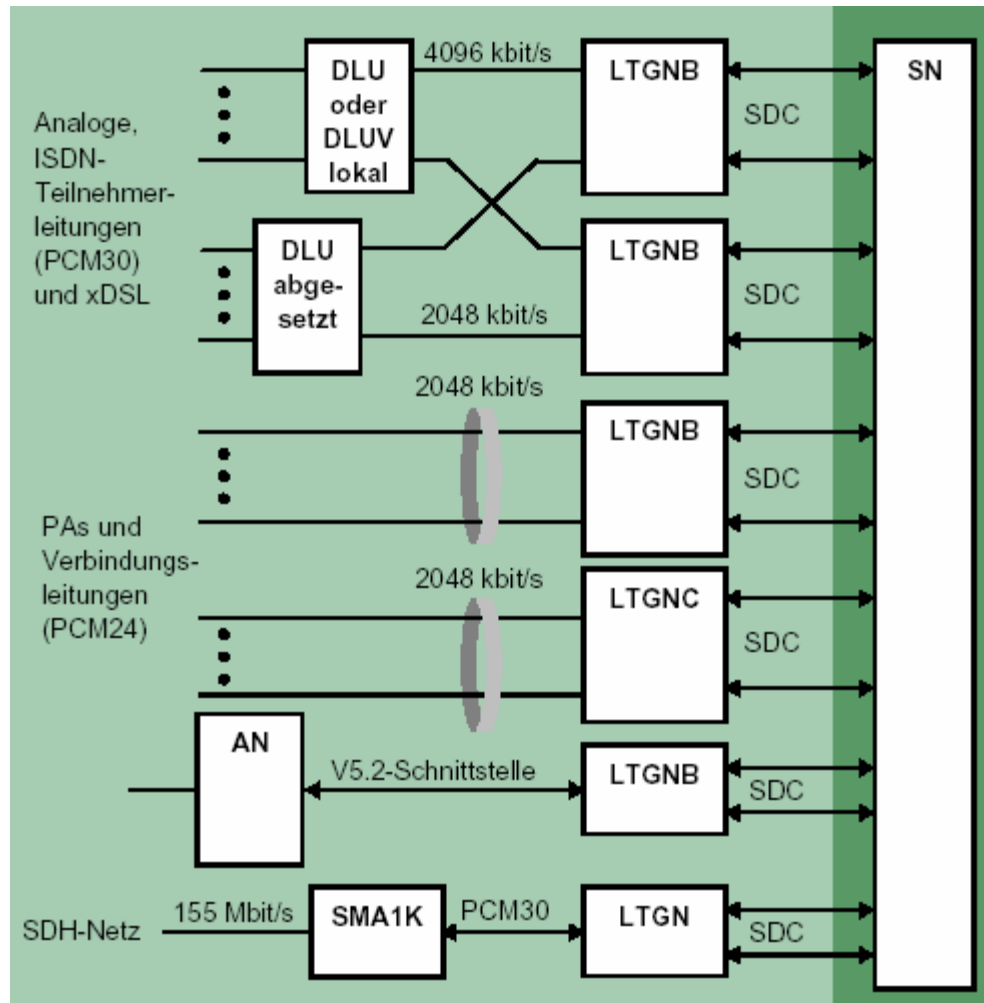 4096 kbit/s
DLU
oder
DLUV
lokal
LTGNB
SN
SDC
Analoge,
ISDN-
Teilnehmer-
leitungen
(PCM30)
und xDSL
DLU
abge-
setzt
2048 kbit/s
LTGNB
SDC
2048 kbit/s
LTGNB
SDC
PAs und
Verbindungs-
leitungen
(PCM24)
2048 kbit/s
LTGNC
SDC
AN
V5.2-Schnittstelle
LTGNB
SDC
SDH-Netz
155 Mbit/s
SMA1K
PCM30
LTGN
SDC